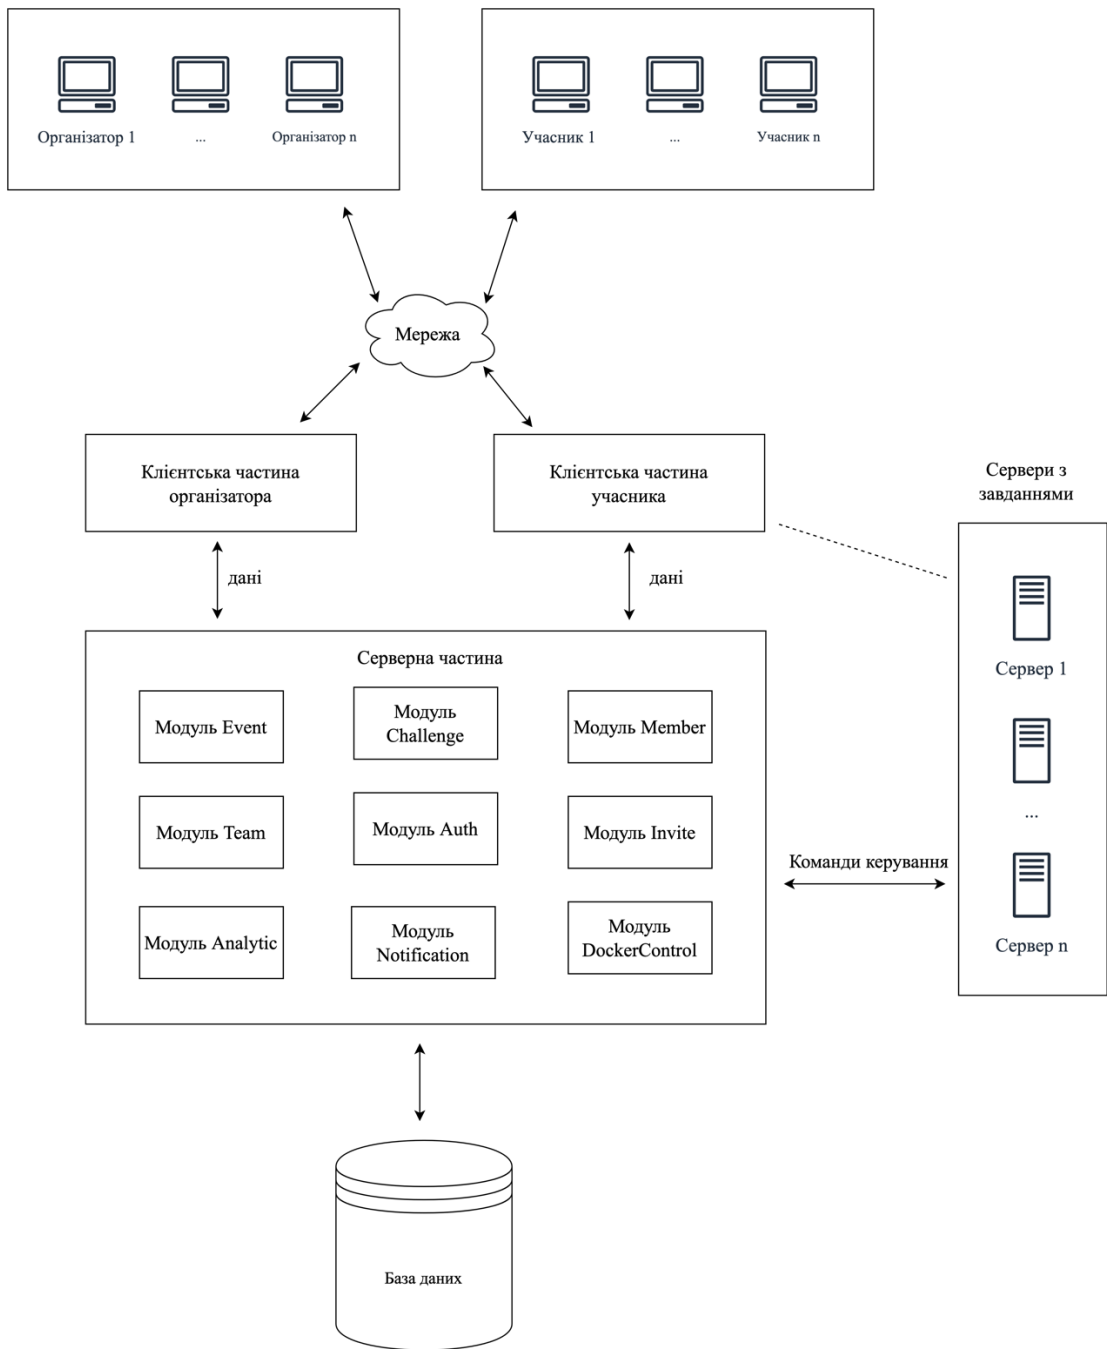 Організатор 1
...
Організатор n
Учасник 1
...
Учасник n
Мережа
Клієнтська частина
організатора
Клієнтська частина
учасника
Сервери з
завданнями
дані
дані
Серверна частина
Модуль Event
Модуль
Challenge
Модуль Member
Модуль Team
Модуль Auth
Модуль Invite
Модуль Analytic
Модуль
Notification
Модуль
DockerControl
Команди керування
Сервер 1
...
Сервер n
База даних